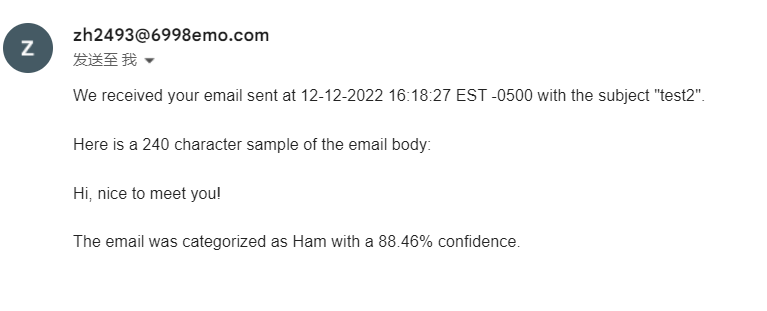 Z
zh2493@6998emo.com
发送至 我
We received your email sent at 12-12-2022 16:18:27 EST -0500 with the subject "test2".
Here is a 240 character sample of the email body:
Hi, nice to meet you!
The email was categorized as Ham with a 88.46% confidence.